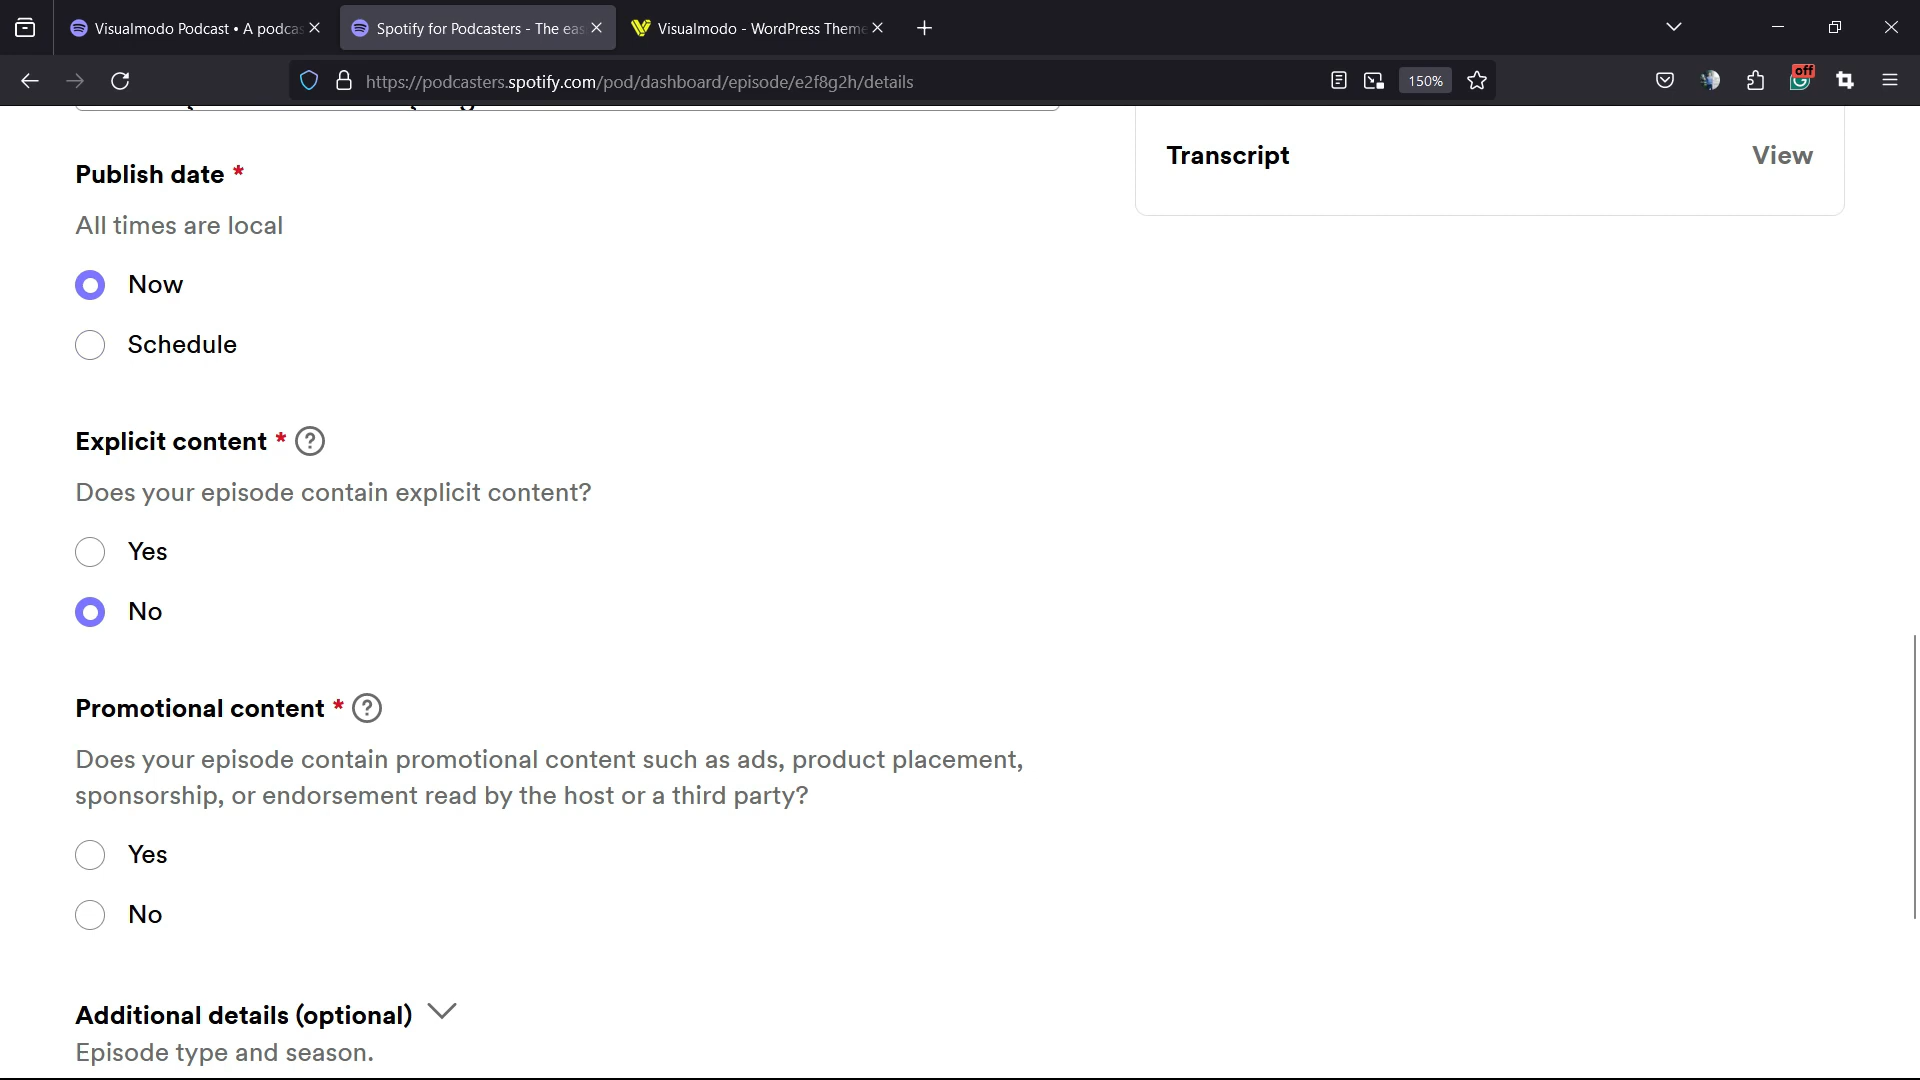 Visualmodo Podcast • A podcas
Spotify for Podcasters - The eas
Visualmodo - WordPress Theme
https://podcasters.spotify.com/pod/dashboard/episode/e2f8g2h/details
150%
off
Transcript
View
Publish date *
All times are local
Now
Schedule
Explicit content * ?
Does your episode contain explicit content?
Yes
No
Promotional content * ?
Does your episode contain promotional content such as ads, product placement,
sponsorship, or endorsement read by the host or a third party?
Yes
No
Additional details (optional)
Episode type and season.